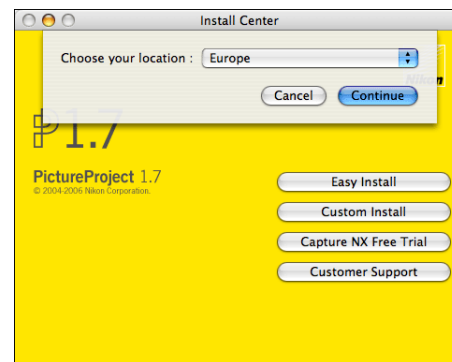 Install Center
Choose your location : Europe
Cancel Continue
Nikon
P1.7
PictureProject 1.7
© 2004-2006 Nikon Corporation.
Easy Install
Custom Install
Capture NX Free Trial
Customer Support